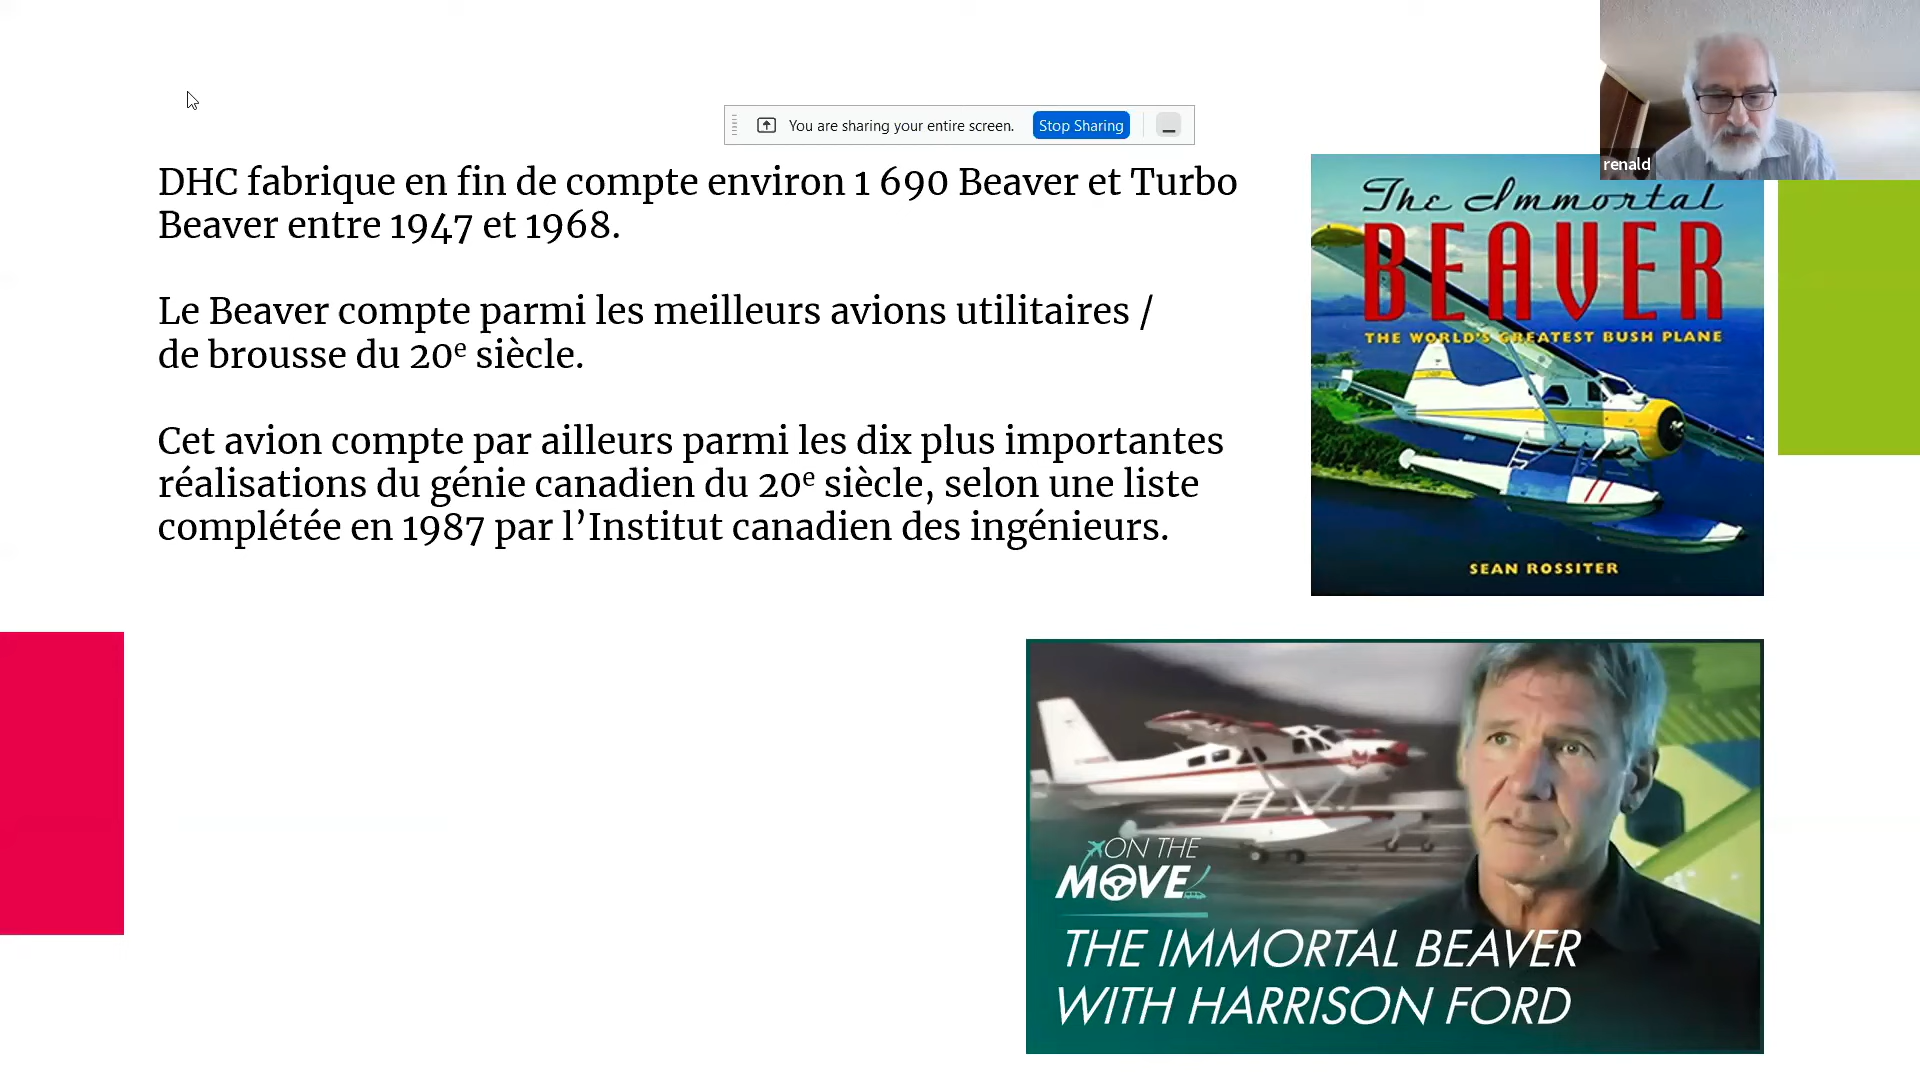 You are sharing your entire screen. Stop Sharing
renald
DHC fabrique en fin de compte environ 1 690 Beaver et Turbo
Beaver entre 1947 et 1968.
Le Beaver compte parmi les meilleurs avions utilitaires /
de brousse du 20e siècle.
Cet avion compte par ailleurs parmi les dix plus importantes
réalisations du génie canadien du 20e siècle, selon une liste
complétée en 1987 par l’Institut canadien des ingénieurs.
The Immortal
BEAVER
THE WORLD'S GREATEST BUSH PLANE
SEAN ROSSITER
ON THE
MOVE
THE IMMORTAL BEAVER
WITH HARRISON FORD